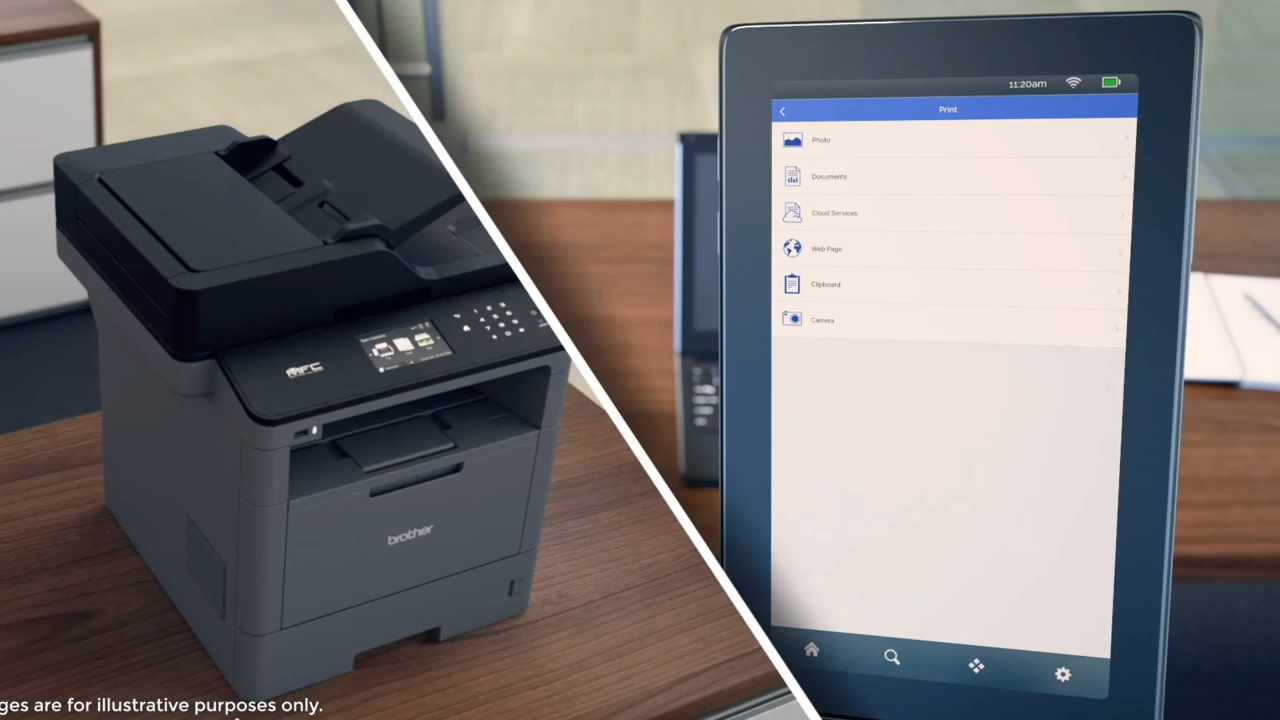 MFC
brother
ges are for illustrative purposes only.
11:20am
Print
Photo
Documents
Cloud Services
Web Page
Clipboard
Camera